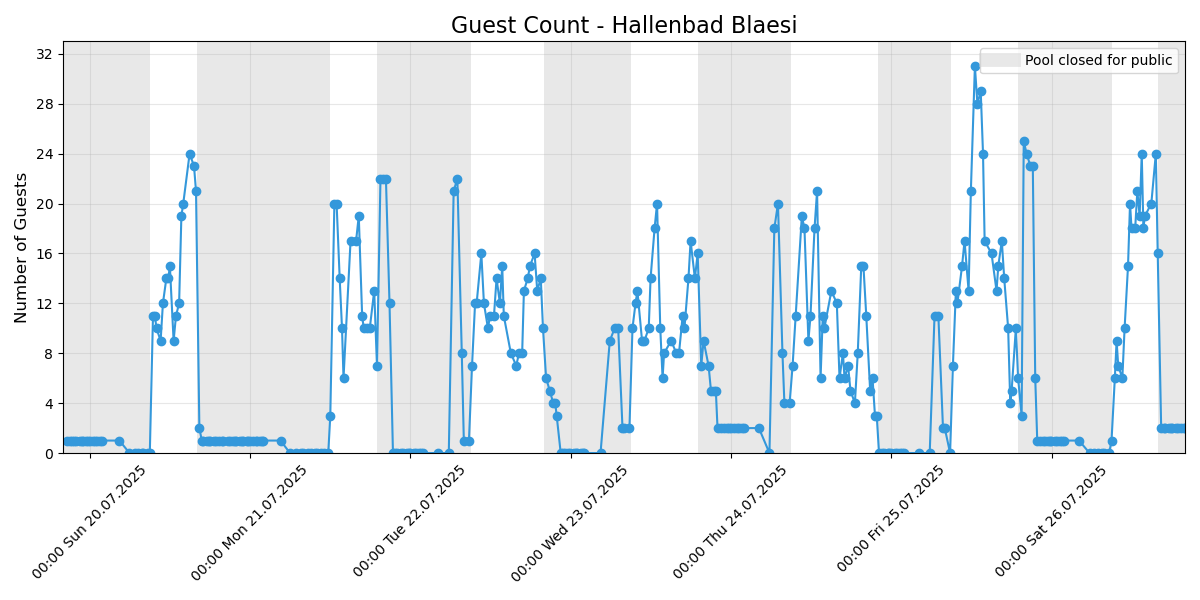 Guest Count - Hallenbad Blaesi
Pool closed for public
Number of Guests
32
28
24
20
16
12
8
4
0
00:00 Sun 20.07.2025
00:00 Mon 21.07.2025
00:00 Tue 22.07.2025
00:00 Wed 23.07.2025
00:00 Thu 24.07.2025
00:00 Fri 25.07.2025
00:00 Sat 26.07.2025